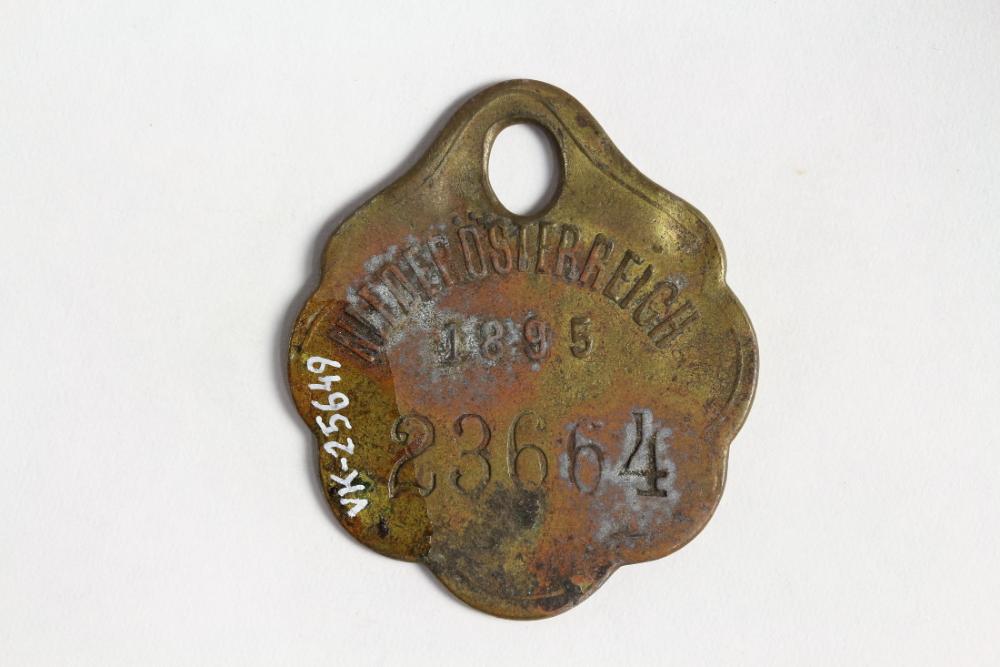 NIEDERÖSTERREICH
1895
23664
VK-25649